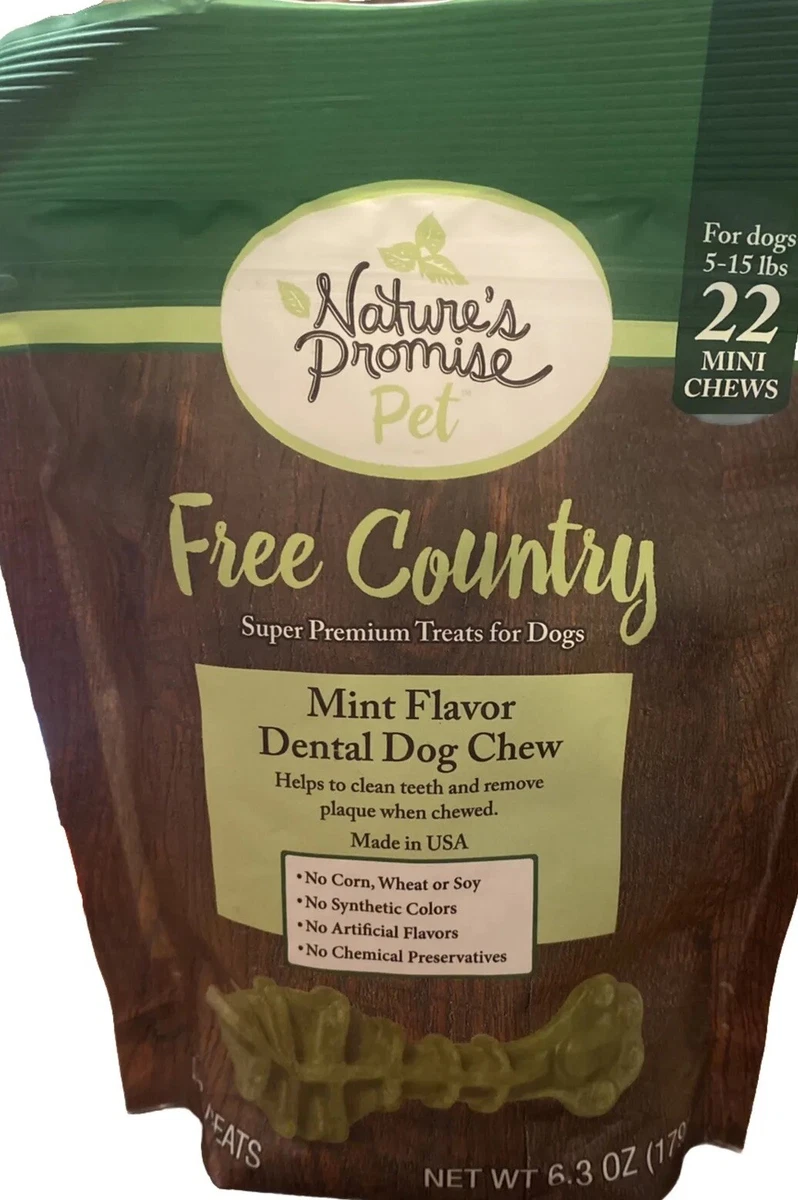 For dogs
5-15 lbs
22
MINI
CHEWS
Nature's
Promise
Pet™
Free Country
Super Premium Treats for Dogs
Mint Flavor
Dental Dog Chew
Helps to clean teeth and remove
plaque when chewed.
Made in USA
•No Corn, Wheat or Soy
•No Synthetic Colors
•No Artificial Flavors
•No Chemical Preservatives
NET WT 6.3 OZ (179